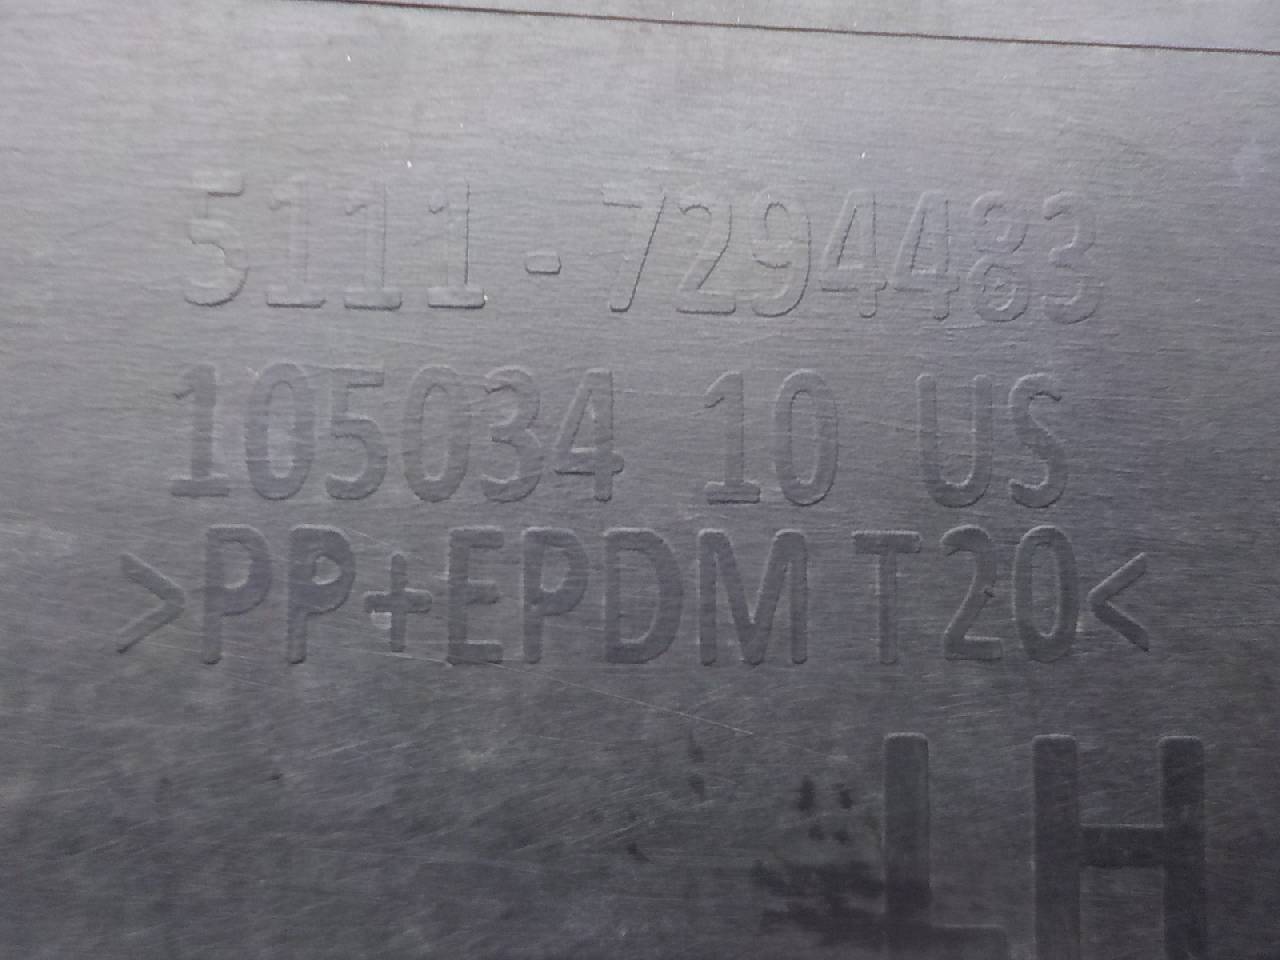 5111-7294483
105034 10 US
>PP+EPDM T20<
LH